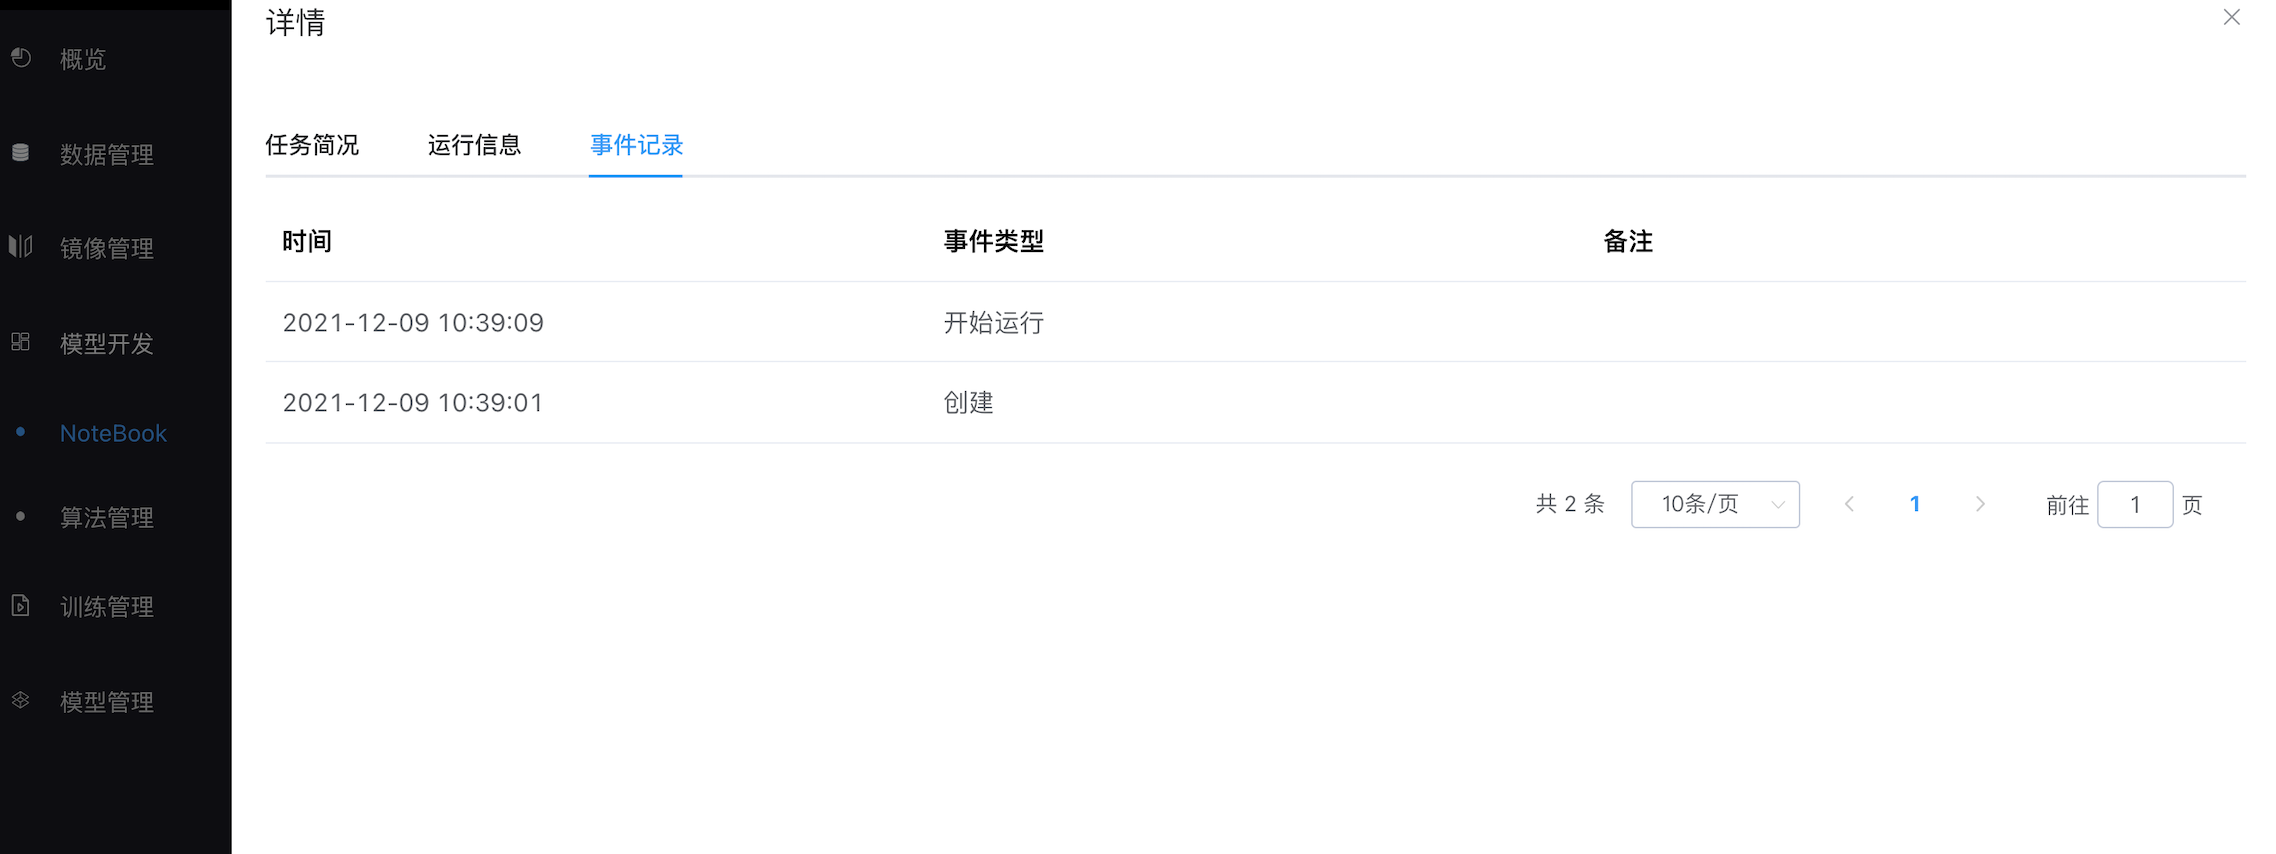 概览
数据管理
镜像管理
模型开发
NoteBook
算法管理
训练管理
模型管理
详情
任务简况 运行信息 事件记录
时间 事件类型 备注
2021-12-09 10:39:09 开始运行
2021-12-09 10:39:01 创建
共 2 条 10条/页 1 前往 1 页